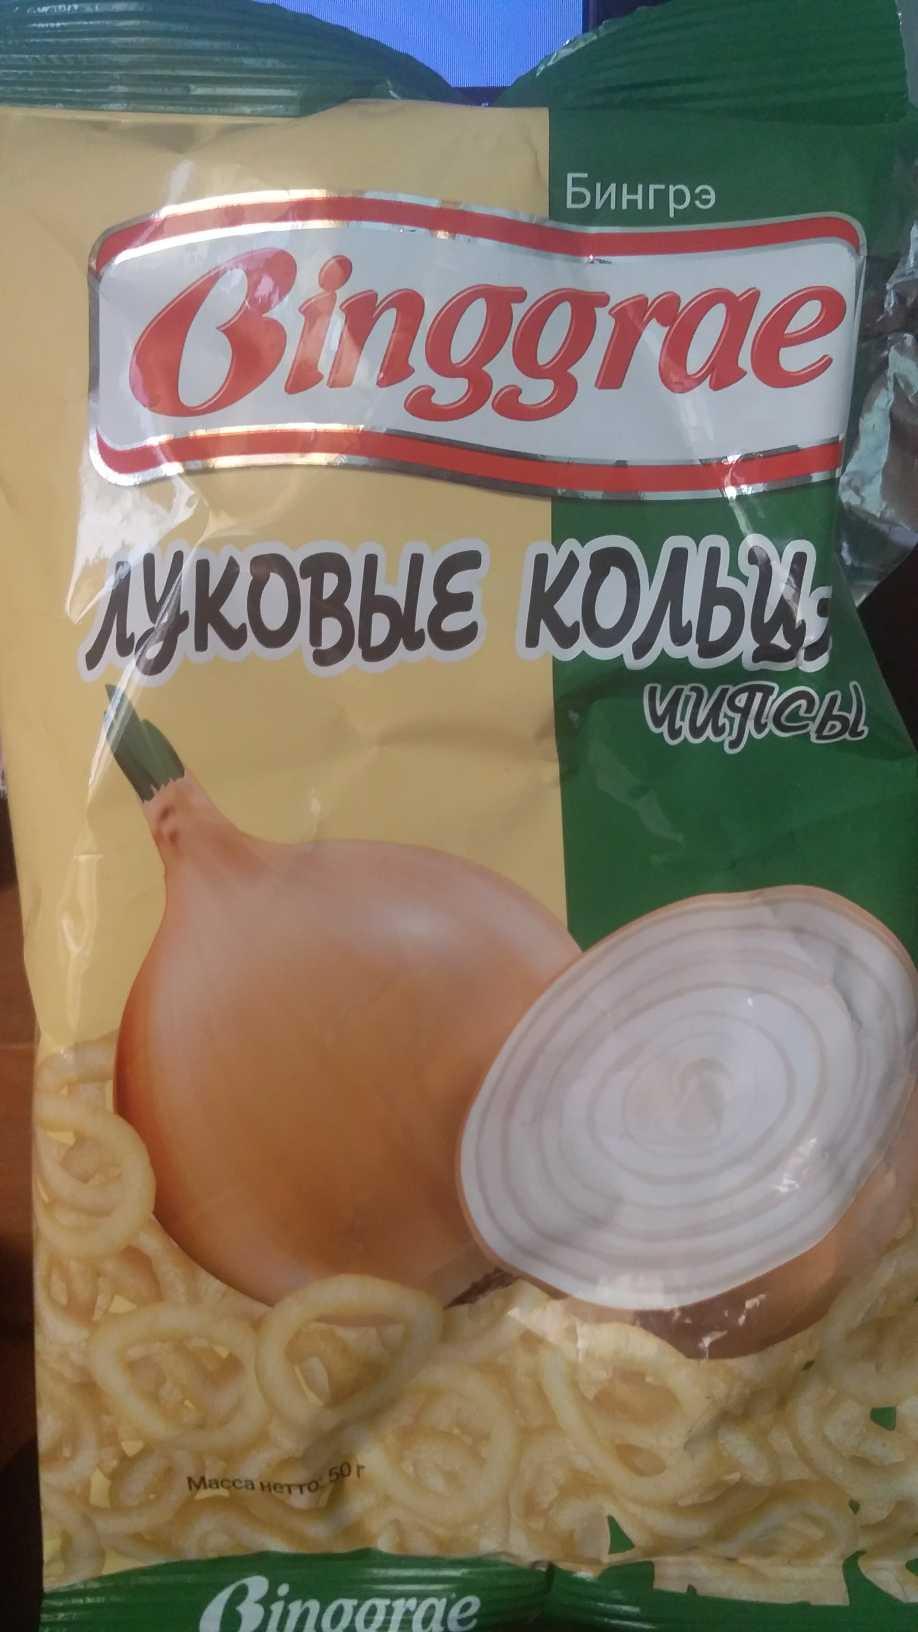 Бингрэ
Binggrae
ЛУКОВЫЕ КОЛЬЦА
ЧИПСЫ
Масса нетто: 50 г
Binggrae